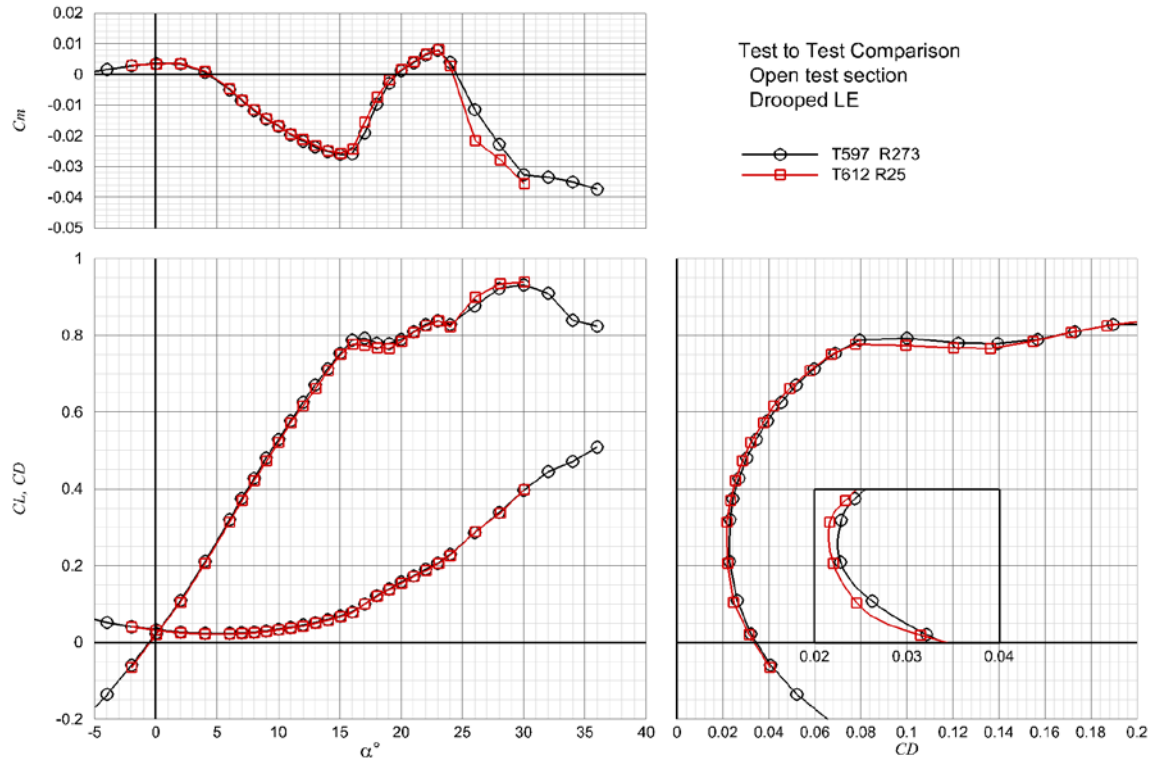 0.02
0.01
0
-0.01
-0.02
-0.03
-0.04
-0.05
Cm
Test to Test Comparison
Open test section
Drooped LE
T597 R273
T612 R25
1
0.8
0.6
0.4
0.2
0
-0.2
CL, CD
-5 0 5 10 15 20 25 30 35 40
α°
0.02 0.03 0.04
0 0.02 0.04 0.06 0.08 0.1 0.12 0.14 0.16 0.18 0.2
CD